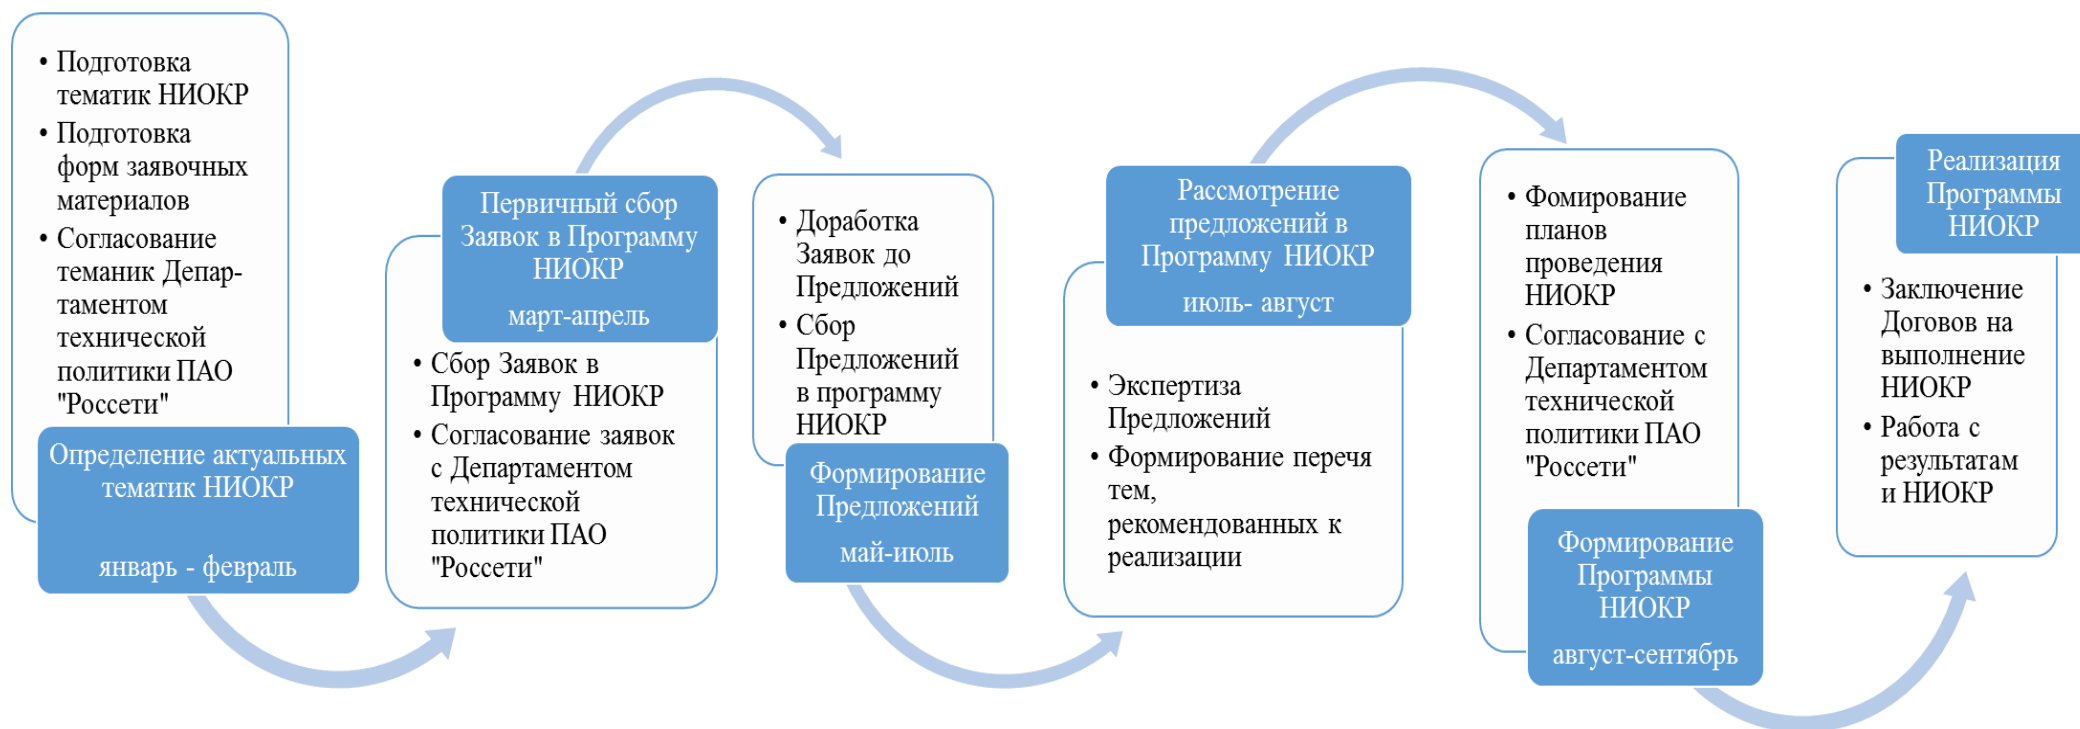 • Подготовка
тематик НИОКР
• Подготовка
форм заявочных
материалов
• Согласование
теманик Депар-
таментом
технической
политики ПАО
"Россети"
Определение актуальных
тематик НИОКР
январь - февраль
Первичный сбор
Заявок в Программу
НИОКР
март-апрель
• Сбор Заявок в
Программу НИОКР
• Согласование заявок
с Департаментом
технической
политики ПАО
"Россети"
• Доработка
Заявок до
Предложений
• Сбор
Предложений
в программу
НИОКР
Формирование
Предложений
май-июль
Рассмотрение
предложений в
Программу НИОКР
июль- август
• Экспертиза
Предложений
• Формирование перечя
тем,
рекомендованных к
реализации
• Фомирование
планов
проведения
НИОКР
• Согласование с
Департаментом
технической
политики ПАО
"Россети"
Формирование
Программы
НИОКР
август-сентябрь
Реализация
Программы
НИОКР
• Заключение
Договов на
выполнение
НИОКР
• Работа с
результатам
и НИОКР